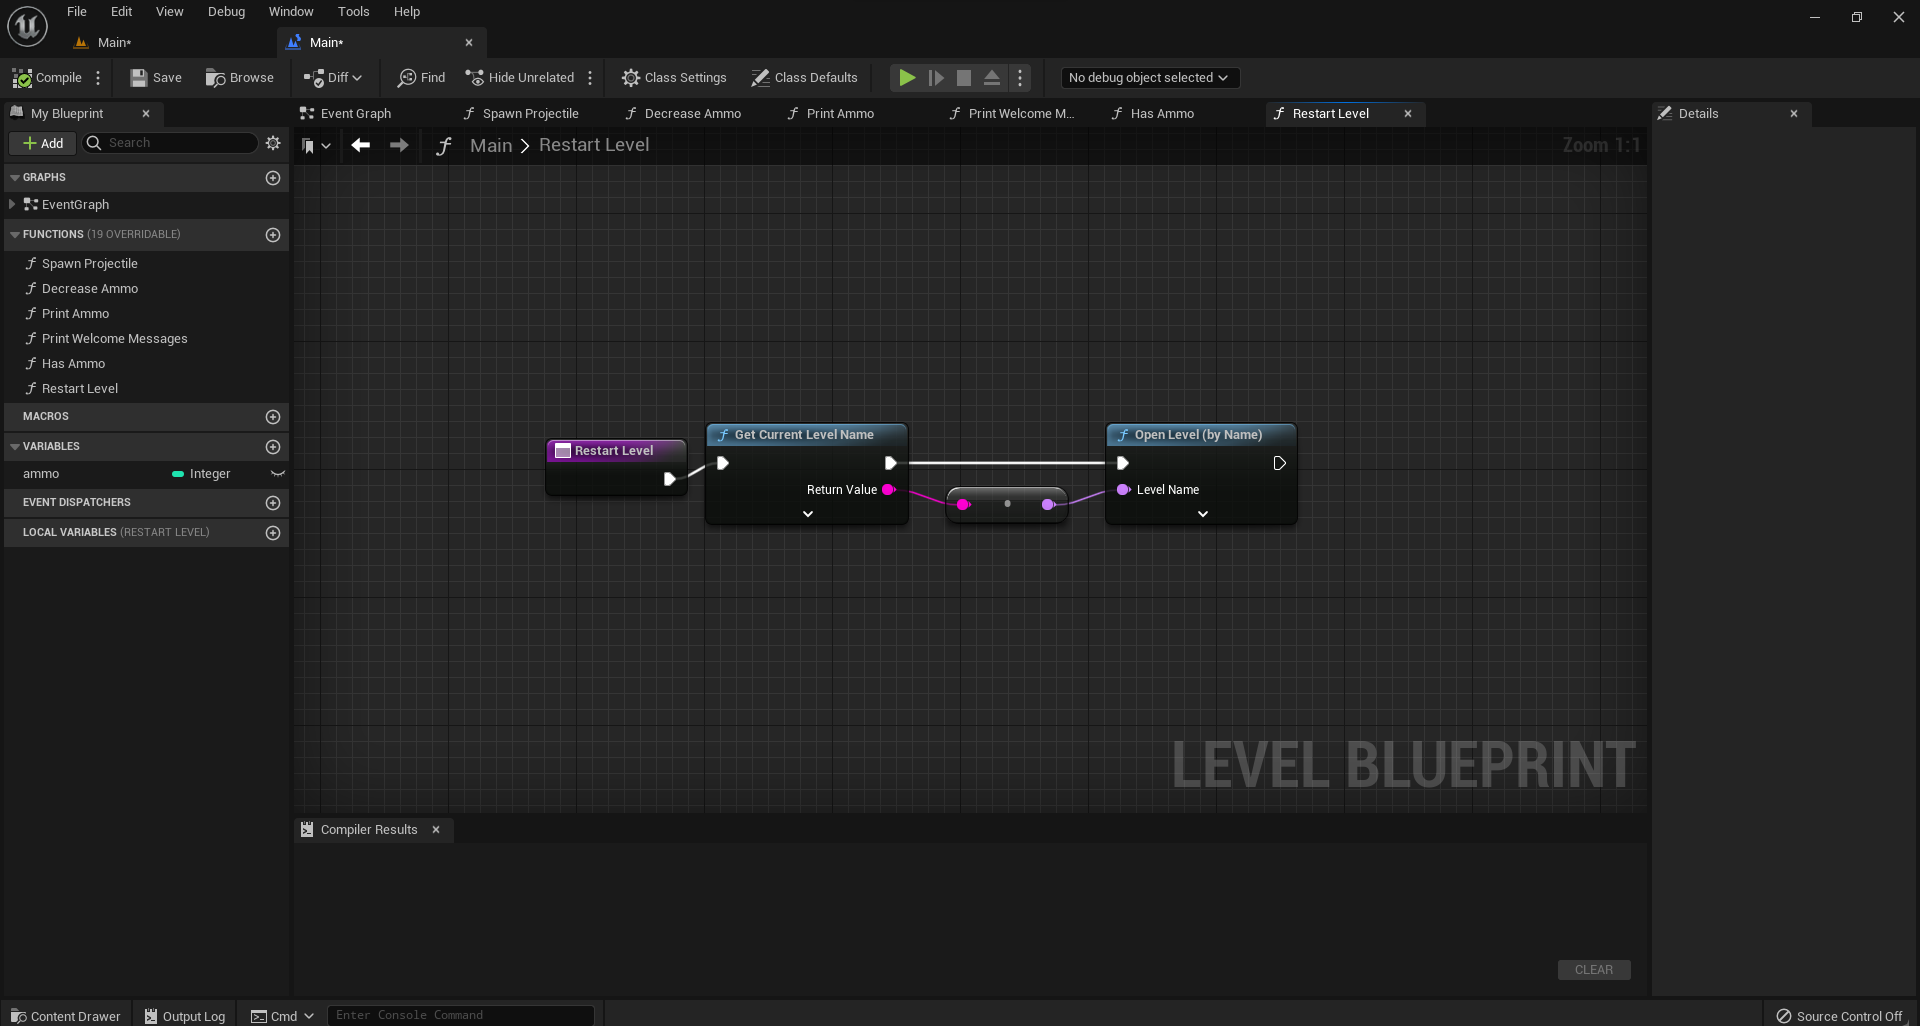 File Edit View Debug Window Tools Help
Main* Main*
Compile Save Browse Diff Find Hide Unrelated Class Settings Class Defaults No debug object selected
My Blueprint Event Graph Spawn Projectile Decrease Ammo Print Ammo Print Welcome M... Has Ammo Restart Level Details
Add Search Main > Restart Level Zoom 1:1
GRAPHS
EventGraph
FUNCTIONS (19 OVERRIDABLE)
Spawn Projectile
Decrease Ammo
Print Ammo
Print Welcome Messages
Has Ammo
Restart Level
MACROS
VARIABLES
ammo Integer
EVENT DISPATCHERS
LOCAL VARIABLES (RESTART LEVEL)
Restart Level
Get Current Level Name
Return Value
Open Level (by Name)
Level Name
LEVEL BLUEPRINT
Compiler Results
CLEAR
Content Drawer Output Log Cmd Enter Console Command Source Control Off